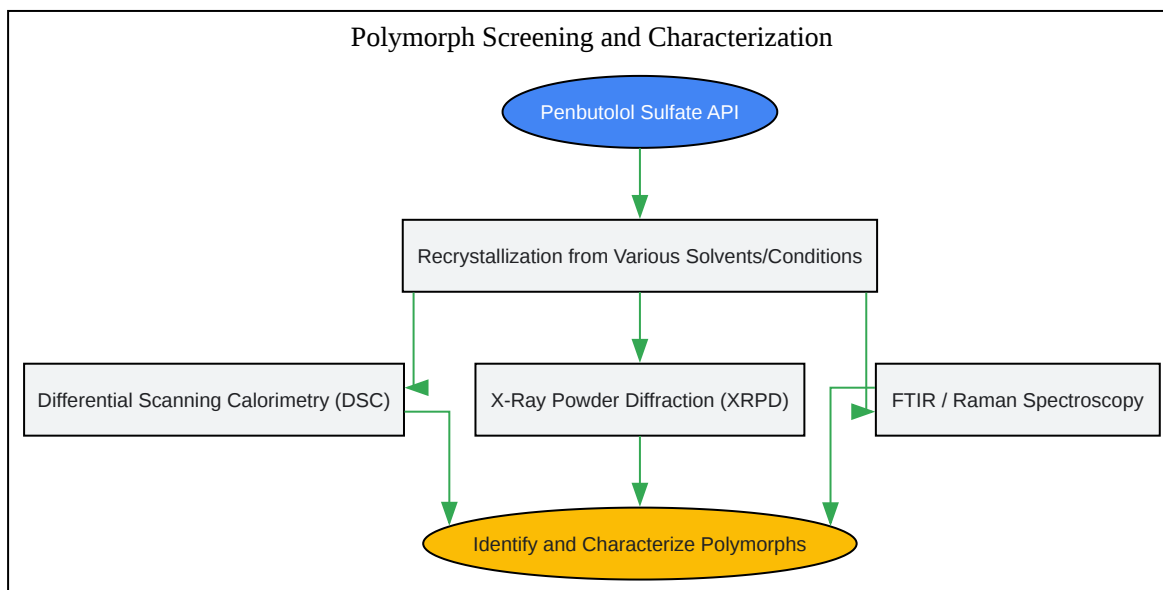 Polymorph Screening and Characterization
Penbutolol Sulfate API
Recrystallization from Various Solvents/Conditions
Differential Scanning Calorimetry (DSC)
X-Ray Powder Diffraction (XRPD)
FTIR / Raman Spectroscopy
Identify and Characterize Polymorphs